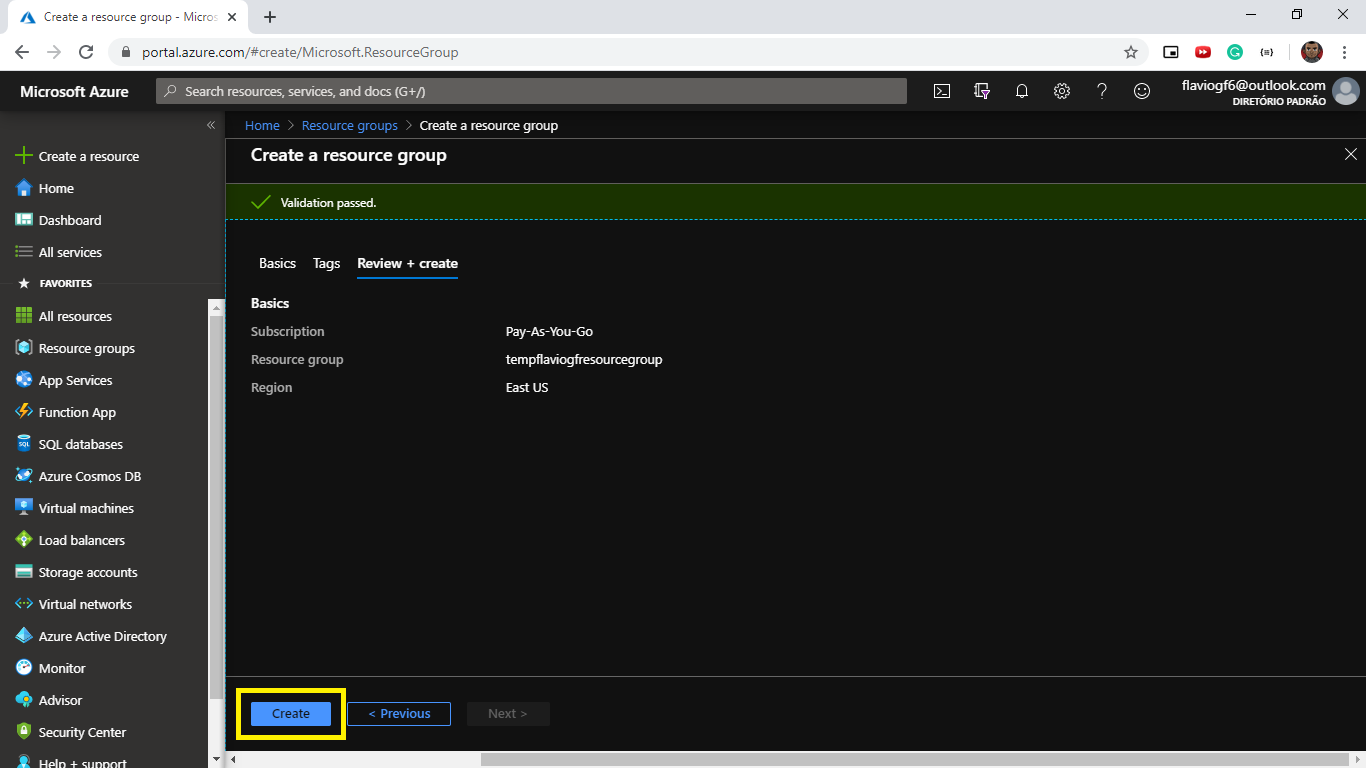 Create a resource group - Micros
portal.azure.com/#create/Microsoft.ResourceGroup
Microsoft Azure
Search resources, services, and docs (G+/)
flaviogf6@outlook.com
DIRETÓRIO PADRÃO
Home > Resource groups > Create a resource group
Create a resource group
Validation passed.
Basics Tags Review + create
Basics
Subscription Pay-As-You-Go
Resource group tempflaviogfresourcegroup
Region East US
Create < Previous Next >
Create a resource
Home
Dashboard
All services
FAVORITES
All resources
Resource groups
App Services
Function App
SQL databases
Azure Cosmos DB
Virtual machines
Load balancers
Storage accounts
Virtual networks
Azure Active Directory
Monitor
Advisor
Security Center
Help + support